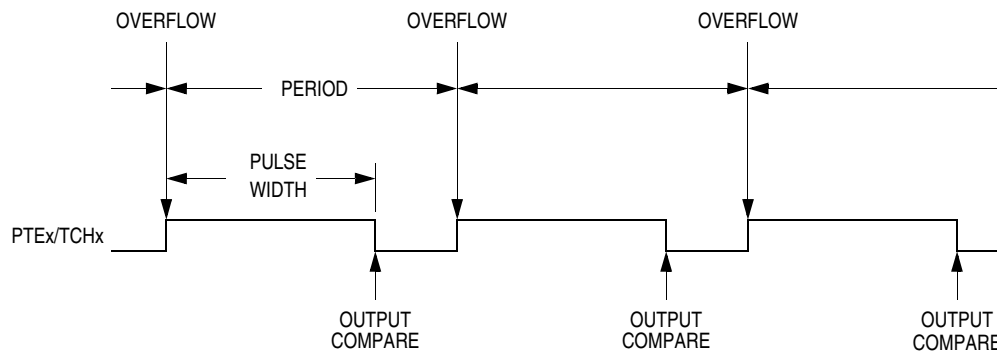 OVERFLOW
OVERFLOW
OVERFLOW
PERIOD
PULSE
WIDTH
PTEx/TCHx
OUTPUT
COMPARE
OUTPUT
COMPARE
OUTPUT
COMPARE